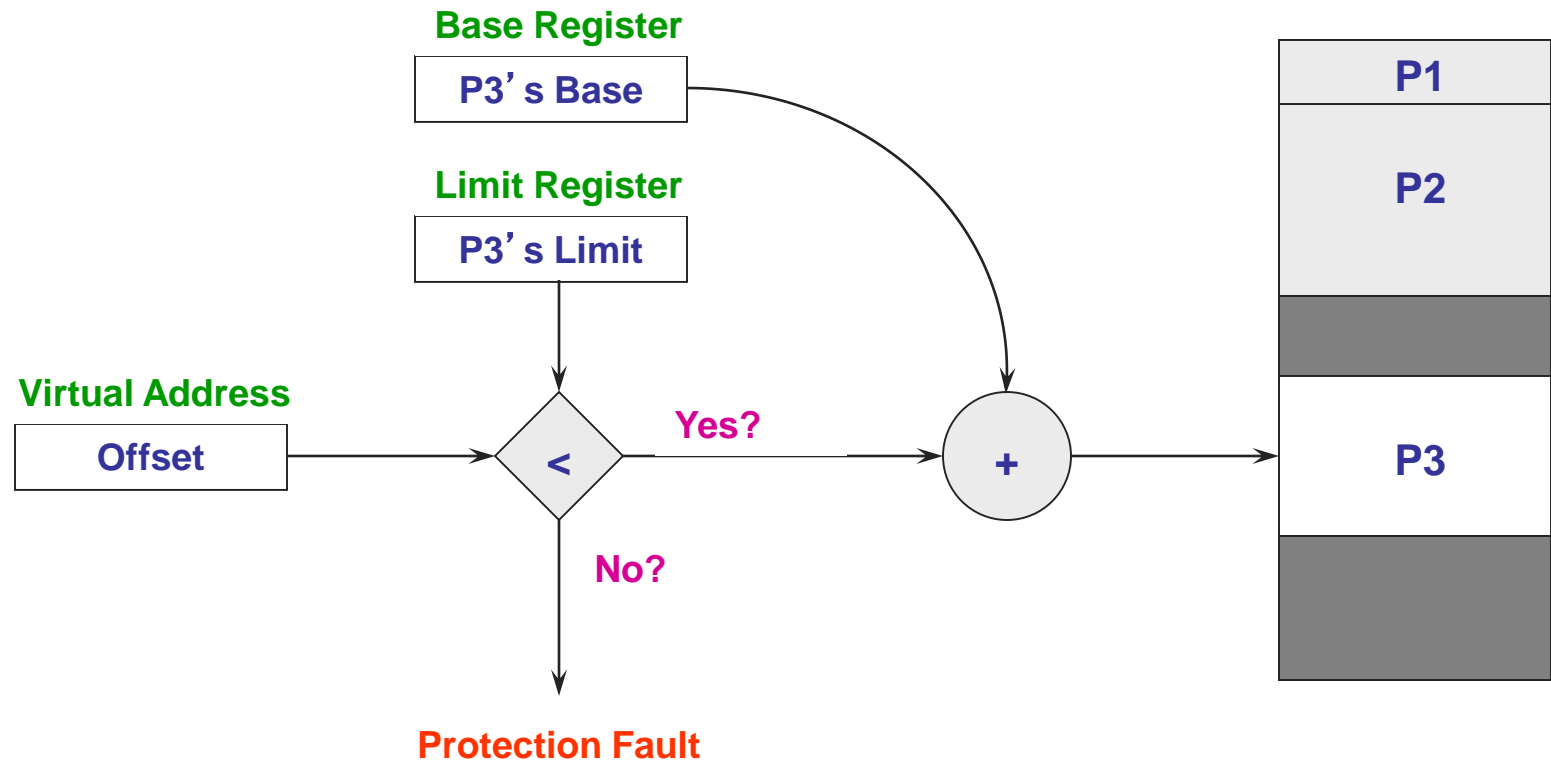 Base Register
P3’s Base
P1
Limit Register
P2
P3’s Limit
Virtual Address
Yes?
Offset
<
+
P3
No?
Protection Fault